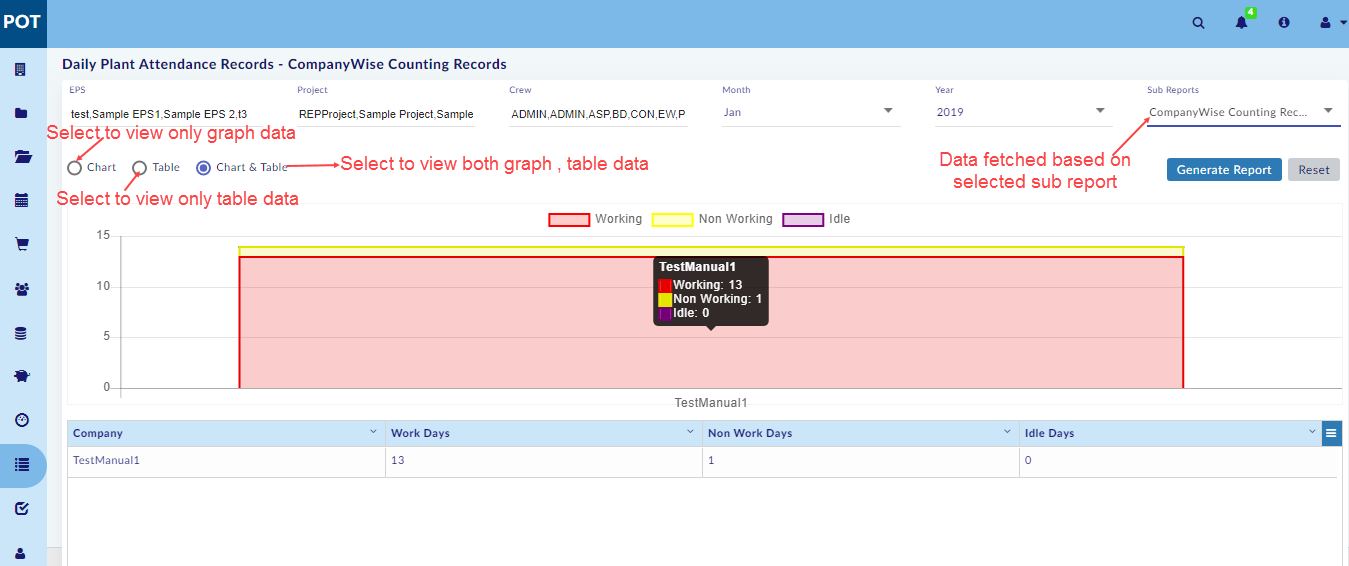 POT
4
Daily Plant Attendance Records - CompanyWise Counting Records
EPS
Project
Crew
Month
Year
Sub Reports
test,Sample EPS1,Sample EPS 2,t3
REPProject,Sample Project,Sample
ADMIN,ADMIN,ASP,BD,CON,EW,P
Jan
2019
CompanyWise Counting Rec...
Select to view only graph data
Chart
Table
Chart & Table
Select to view both graph , table data
Data fetched based on
selected sub report
Generate Report
Reset
Select to view only table data
Working
Non Working
Idle
15
10
5
0
TestManual1
Working: 13
Non Working: 1
Idle: 0
TestManual1
Company
Work Days
Non Work Days
Idle Days
TestManual1
13
1
0